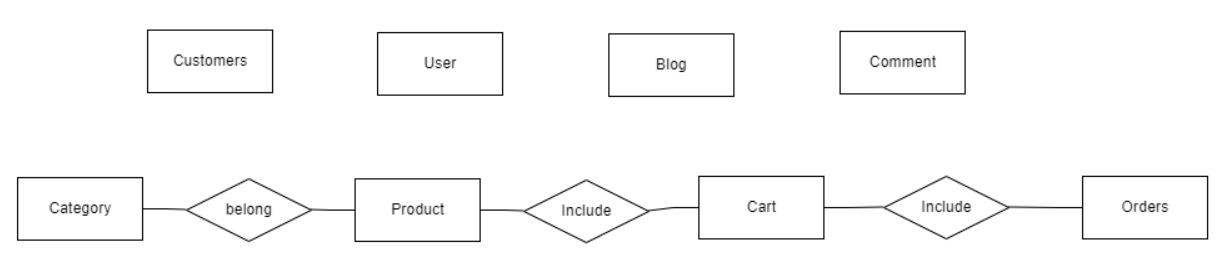 Customers
User
Blog
Comment
Category
belong
Product
Include
Cart
Include
Orders